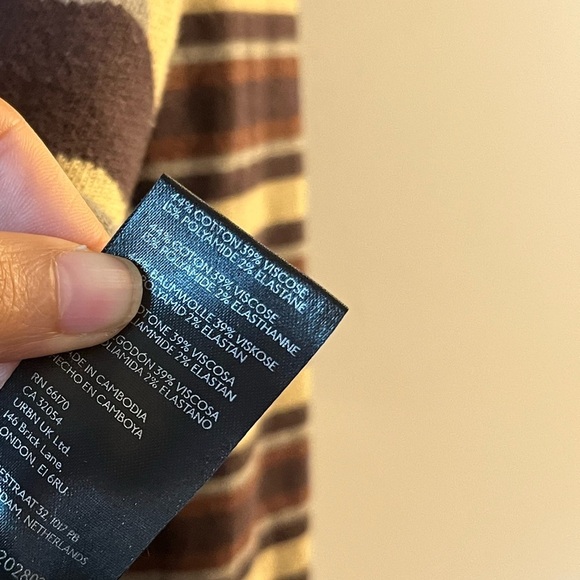 44% COTTON 39% VISCOSE
15% POLYAMIDE 2% ELASTANE
44% COTTON 39% VISCOSE
15% POLYAMIDE 2% ELASTHANNE
BAUMWOLLE 39% VISKOSE
POLYAMID 2% ELASTAN
COTONE 39% VISCOSA
2% ELASTAN
ALGODÓN 39% VISCOSA
POLIAMIDA 2% ELASTANO
MADE IN CAMBODIA
HECHO EN CAMBOYA
RN 66170
CA 32054
URBN UK Ltd.
146 Brick Lane,
LONDON, E1 6RU
32, 1017 PB
NETHERLANDS